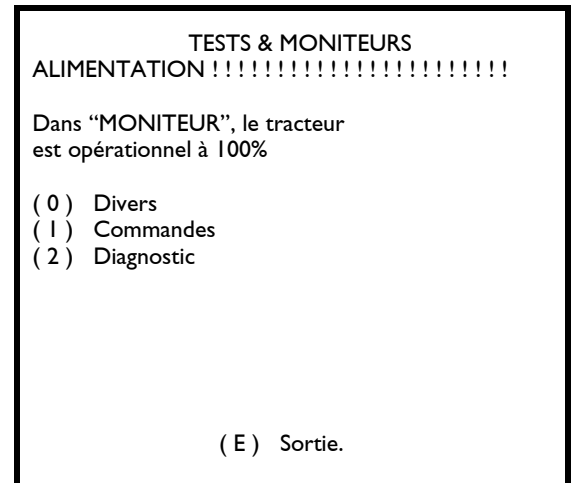 TESTS & MONITEURS
ALIMENTATION ! ! ! ! ! ! ! ! ! ! ! ! ! ! ! ! ! ! ! ! ! ! !
Dans “MONITEUR”, le tracteur
est opérationnel à 100%
( 0 ) Divers
( 1 ) Commandes
( 2 ) Diagnostic
( E ) Sortie.